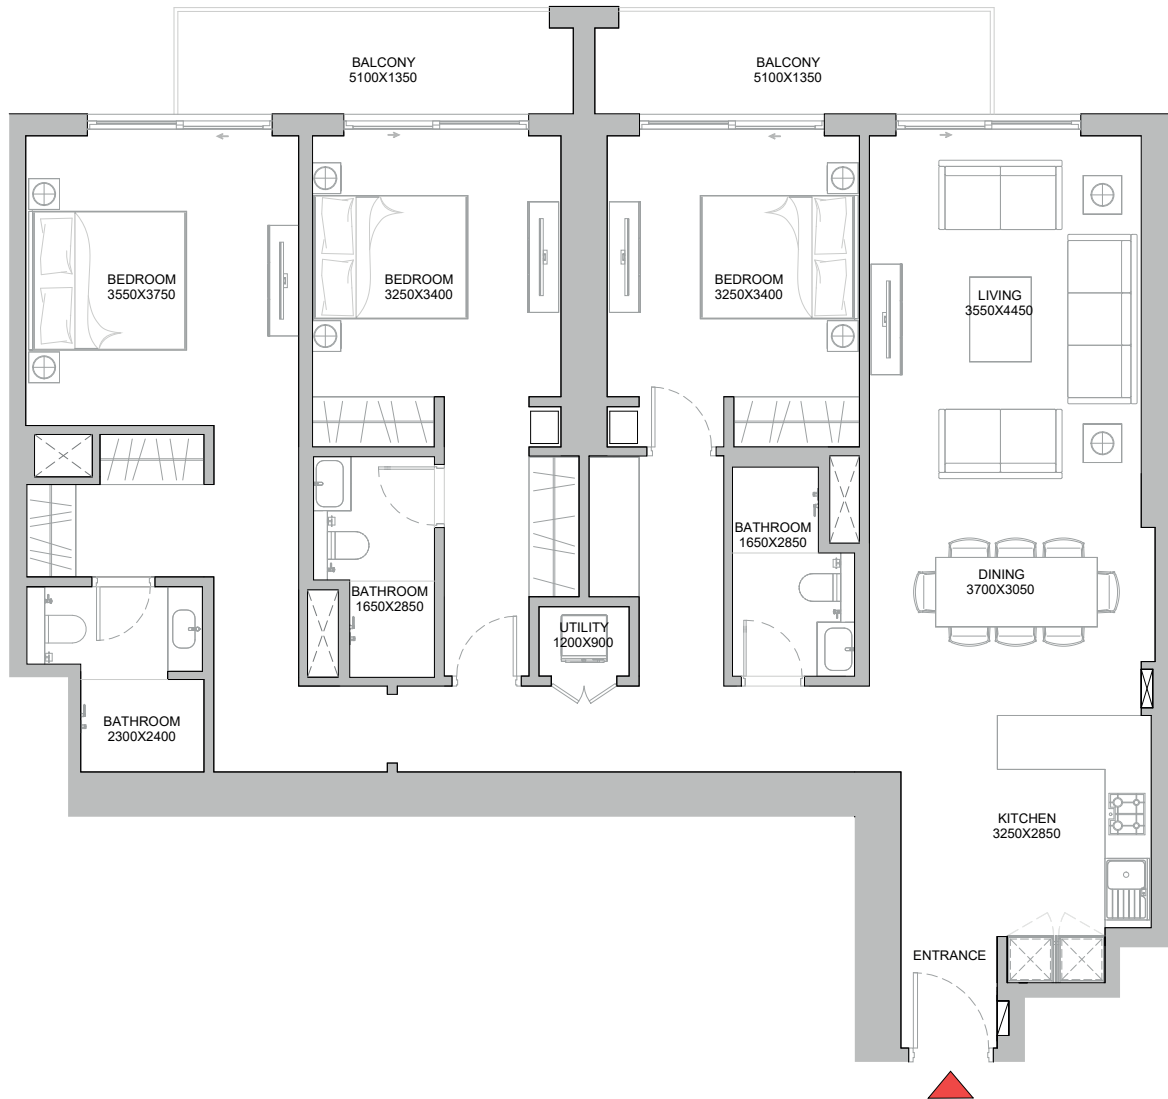 BALCONY
5100X1350
BALCONY
5100X1350
BEDROOM
3550X3750
BEDROOM
3250X3400
BEDROOM
3250X3400
LIVING
3550X4450
BATHROOM
1650X2850
DINING
3700X3050
BATHROOM
1650X2850
UTILITY
1200X900
BATHROOM
2300X2400
KITCHEN
3250X2850
ENTRANCE